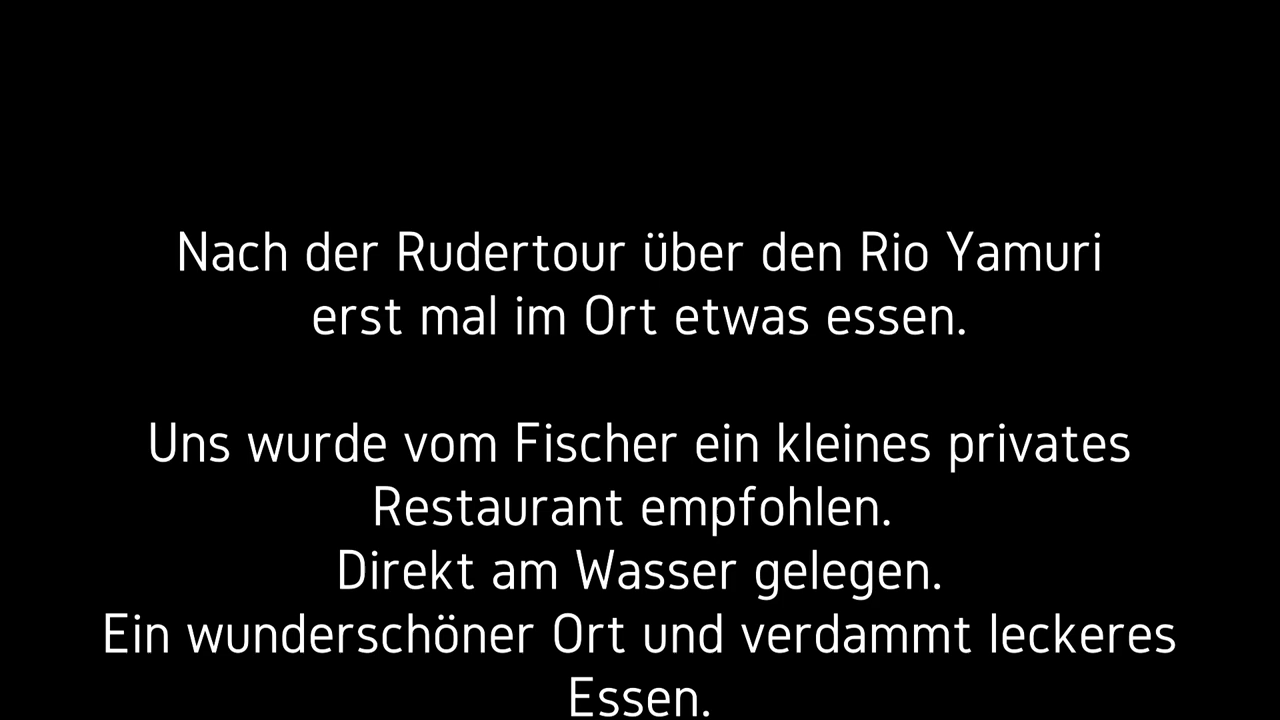 Nach der Rudertour über den Rio Yamuri
erst mal im Ort etwas essen.
Uns wurde vom Fischer ein kleines privates
Restaurant empfohlen.
Direkt am Wasser gelegen.
Ein wunderschöner Ort und verdammt leckeres
Essen.